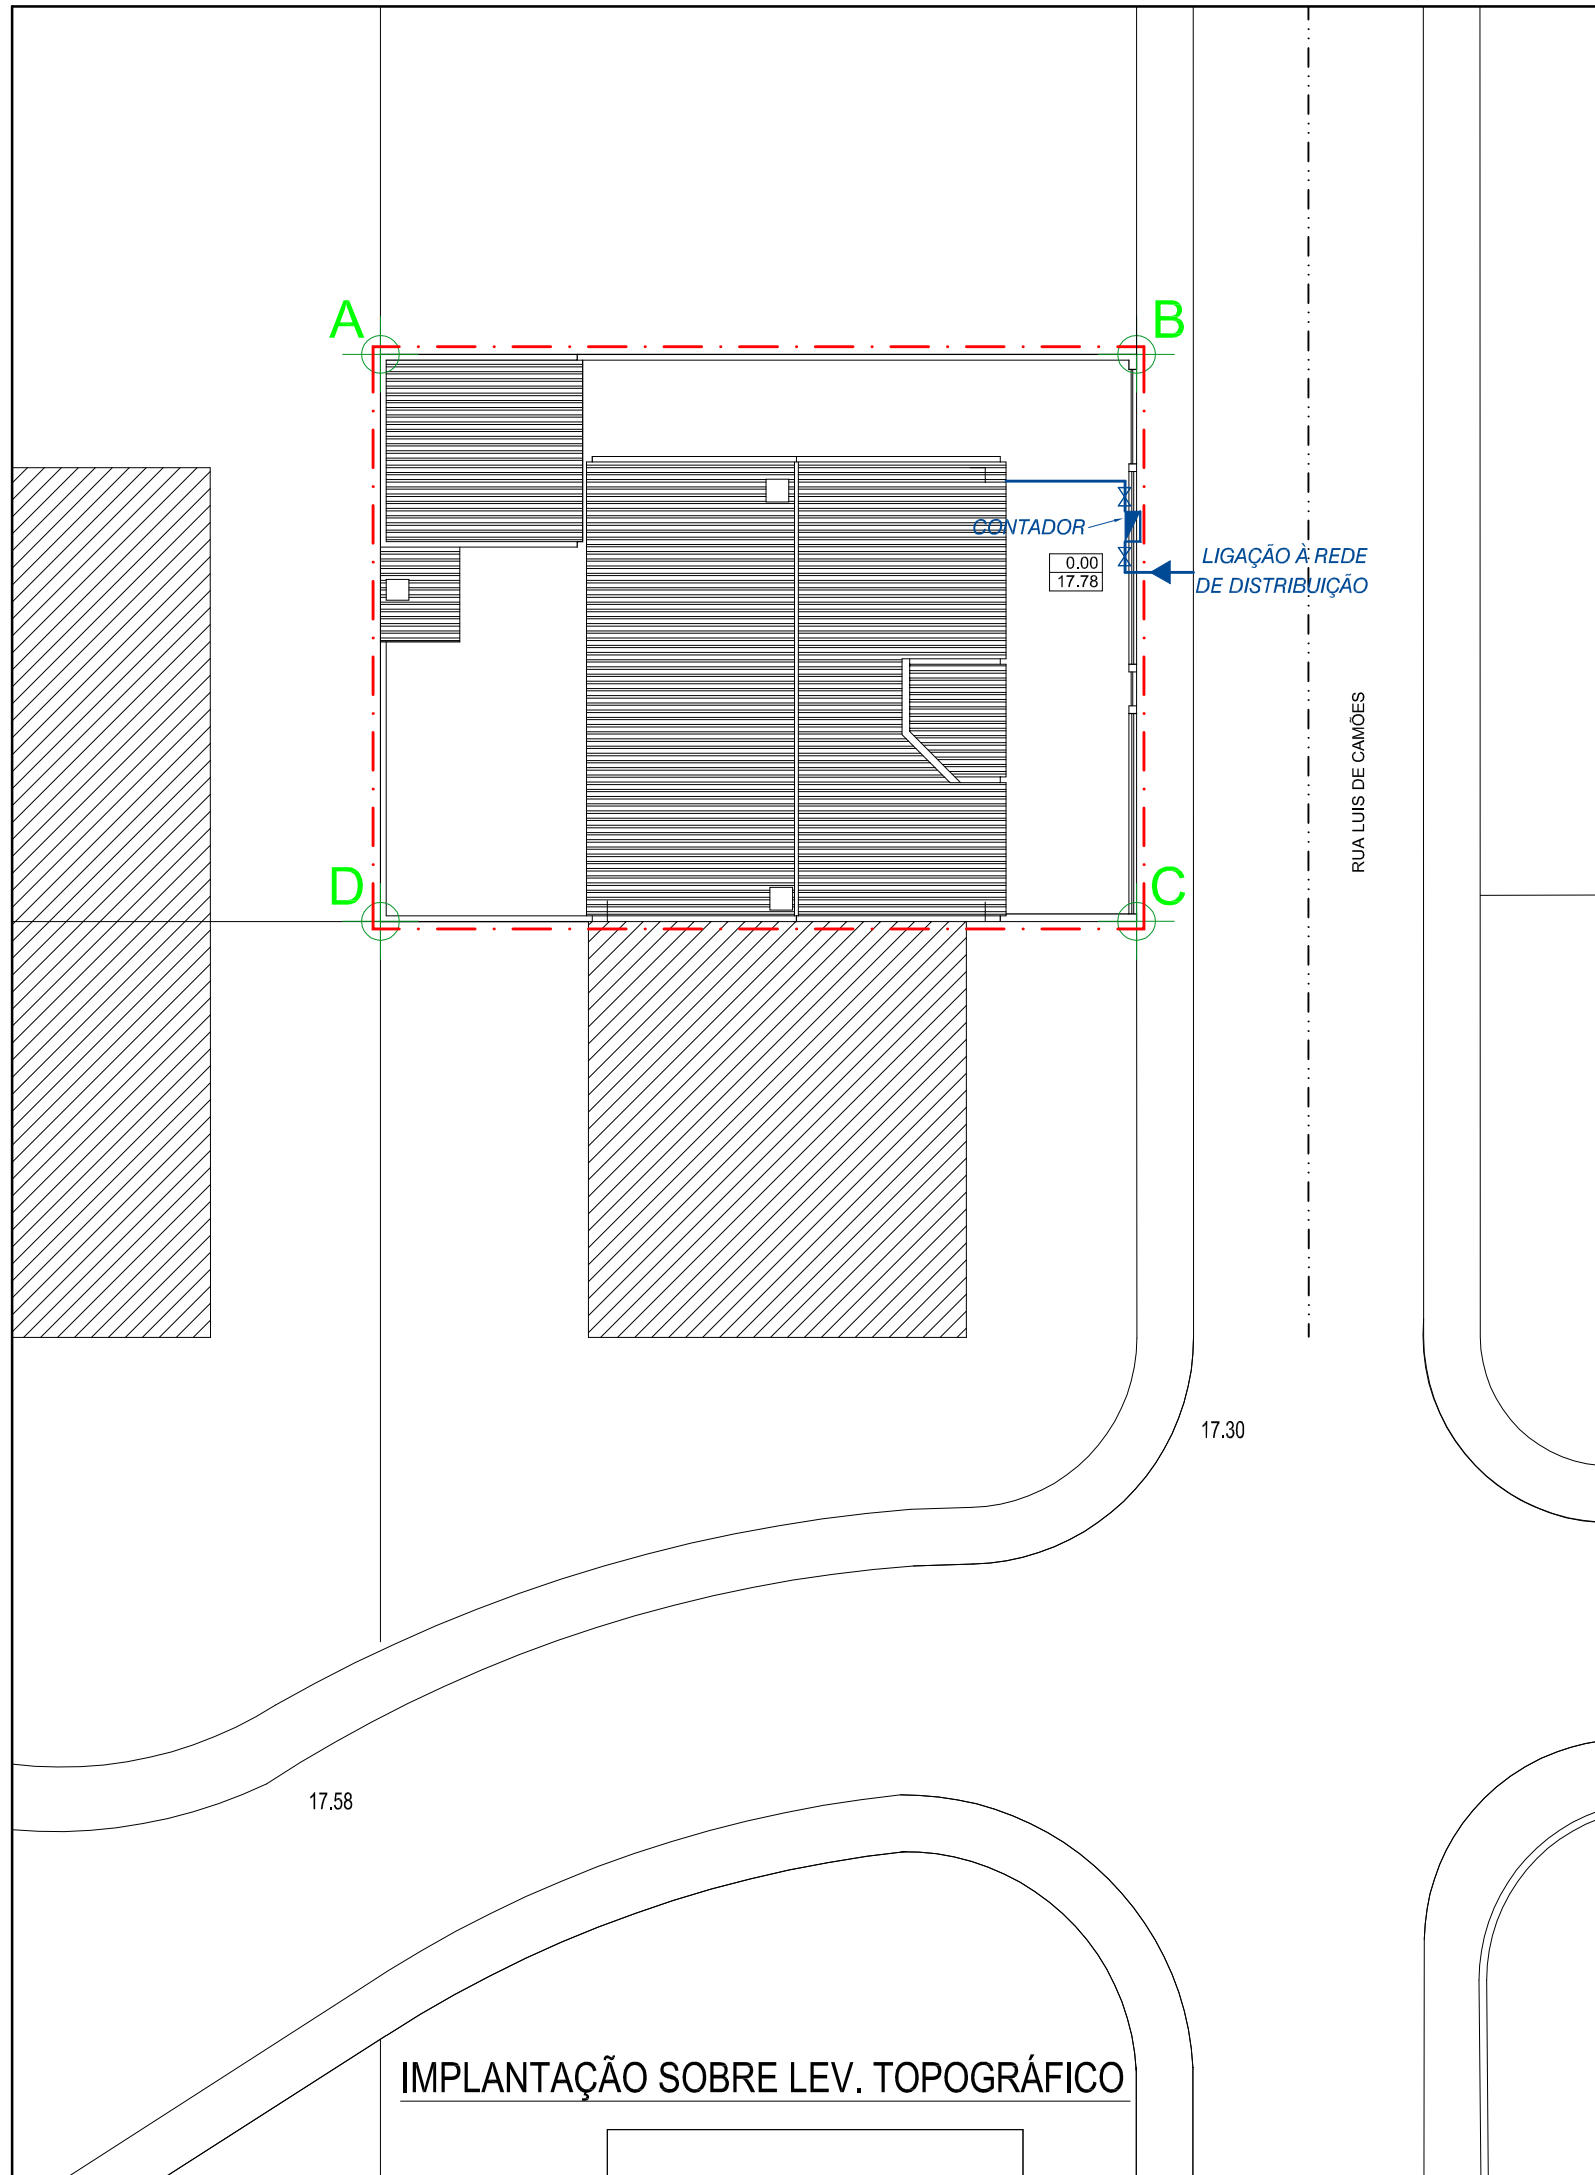 A
B
CONTADOR
LIGAÇÃO À REDE
DE DISTRIBUIÇÃO
0.00
17.78
RUA LUIS DE CAMÕES
D
C
17.30
17.58
IMPLANTAÇÃO SOBRE LEV. TOPOGRÁFICO